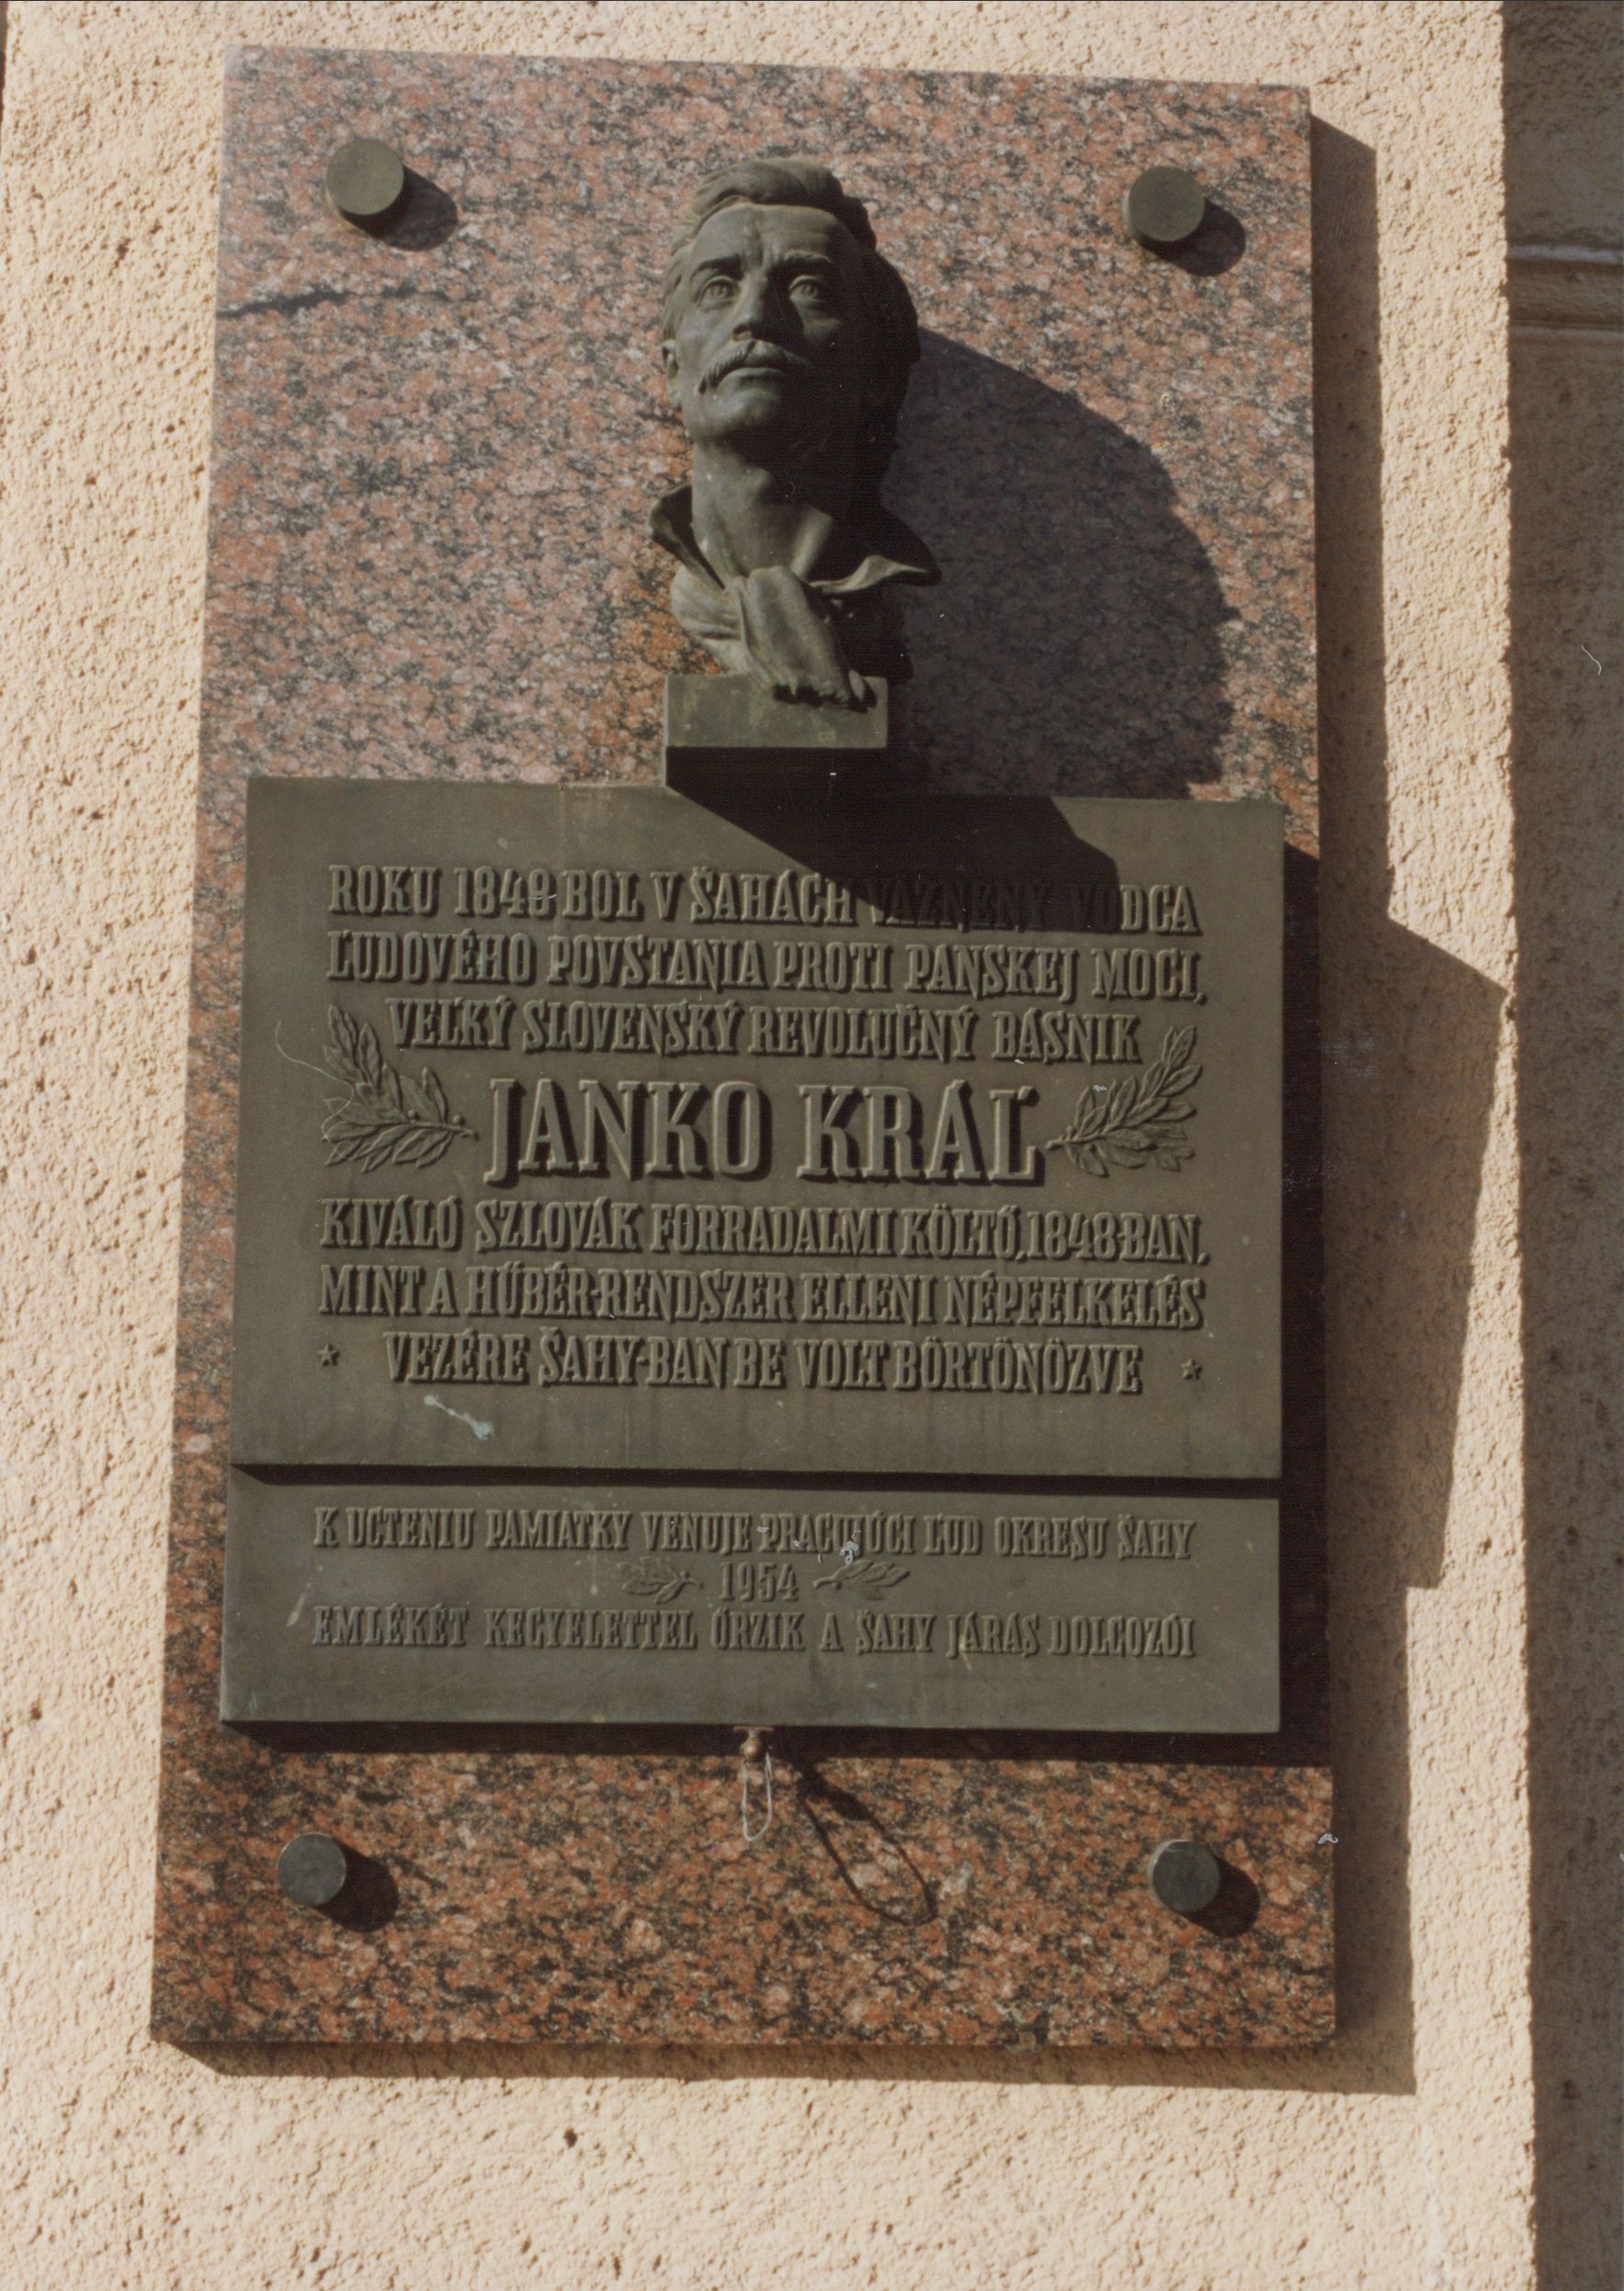 ROKU 1848 BOL V ŠAHÁCH VÄZNENÝ VODCA
ĽUDOVÉHO POVSTANIA PROTI PANSKEJ MOCI,
VEĽKÝ SLOVENSKÝ REVOLUČNÝ BÁSNIK
JANKO KRÁĽ
KIVÁLÓ SZLOVÁK FORRADALMI KÖLTŐ, 1848-BAN,
MINT A HŰBÉR-RENDSZER ELLENI NÉPFELKELÉS
VEZÉRE ŠAHY-BAN BE VOLT BÖRTÖNÖZVE
K UCTENIU PAMIATKY VENUJE PRACUJÚCI ĽUD OKRESU ŠAHY
1954
EMLÉKÉT KEGYELETTEL ŐRZIK A ŠAHY JÁRÁS DOLGOZÓI